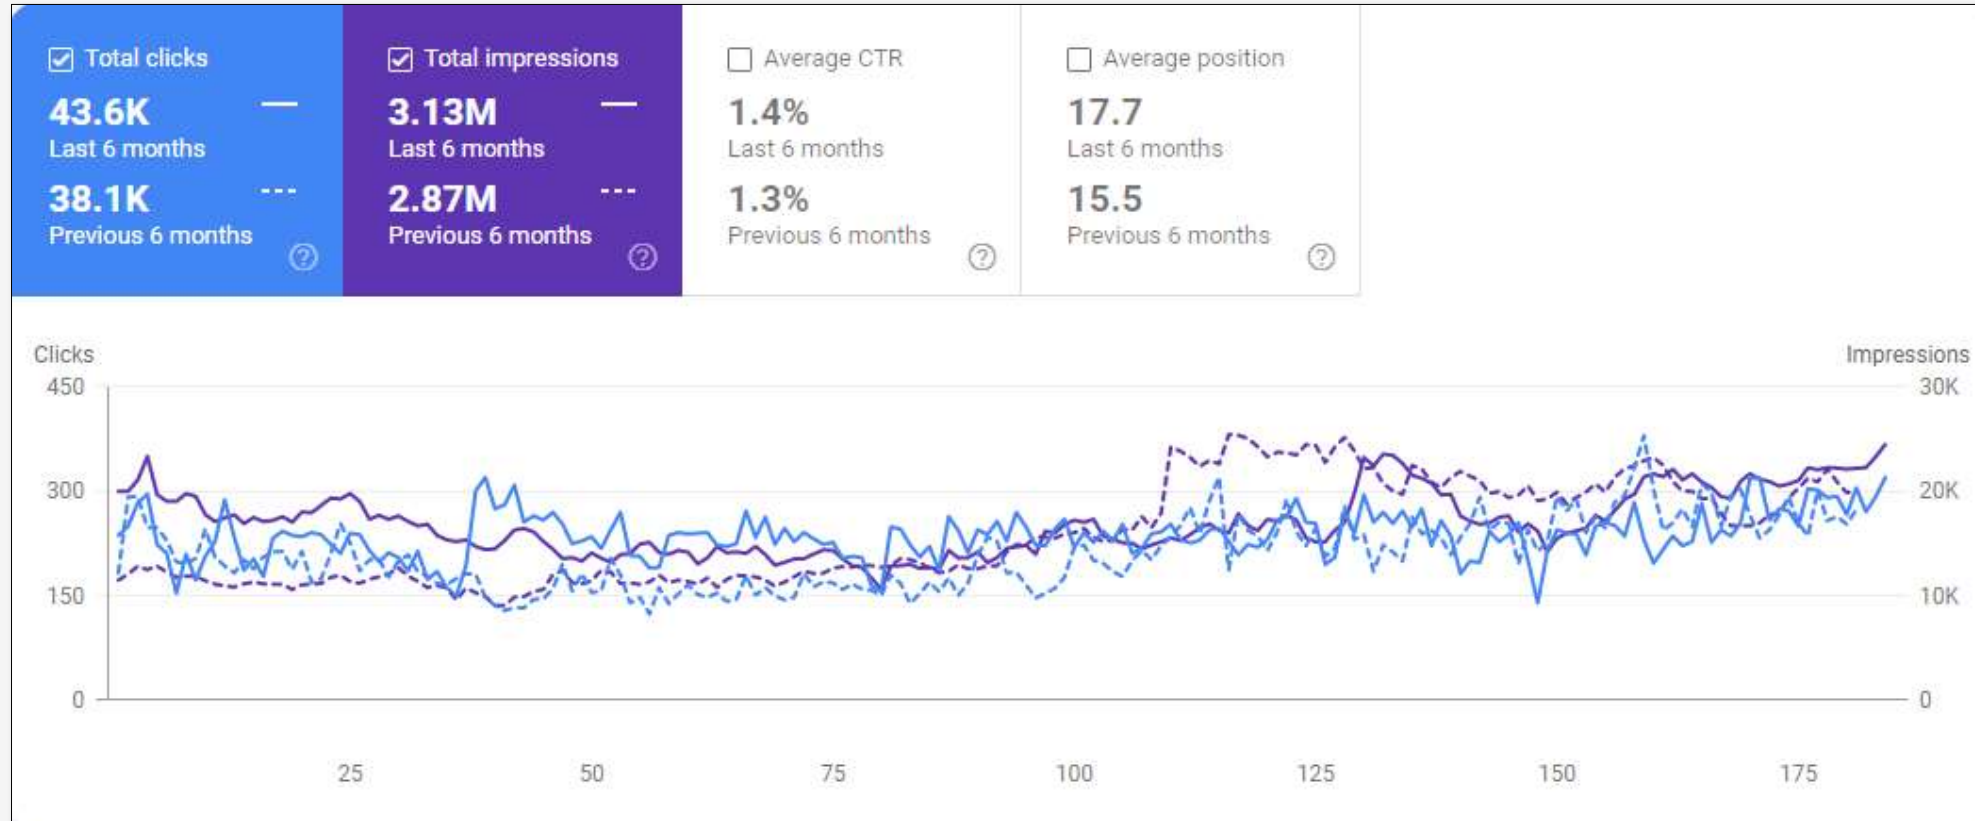 Total clicks
43.6K
Last 6 months
38.1K
Previous 6 months
Total impressions
3.13M
Last 6 months
2.87M
Previous 6 months
Average CTR
1.4%
Last 6 months
1.3%
Previous 6 months
Average position
17.7
Last 6 months
15.5
Previous 6 months
Clicks
Impressions
450
30K
300
20K
150
10K
0
0
25 50 75 100 125 150 175